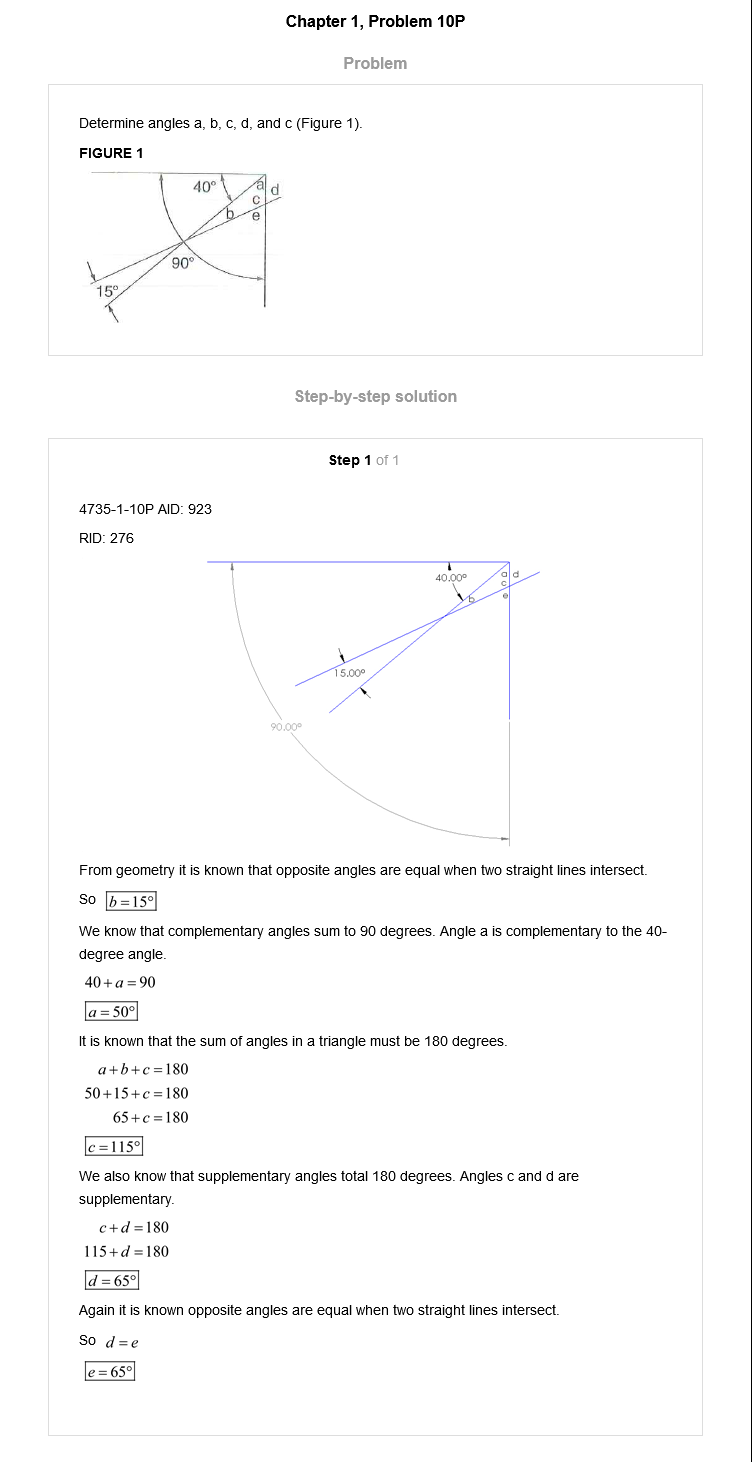 Chapter 1, Problem 10P
Problem
Determine angles a, b, c, d, and c (Figure 1).
FIGURE 1
40°
a
d
c
b
e
90°
15°
Step-by-step solution
Step 1 of 1
4735-1-10P AID: 923
RID: 276
40.00°
a
d
c
b
e
15.00°
90.00°
From geometry it is known that opposite angles are equal when two straight lines intersect.
So b = 15°
We know that complementary angles sum to 90 degrees. Angle a is complementary to the 40-
degree angle.
40 + a = 90
a = 50°
It is known that the sum of angles in a triangle must be 180 degrees.
a + b + c = 180
50 + 15 + c = 180
65 + c = 180
c = 115°
We also know that supplementary angles total 180 degrees. Angles c and d are
supplementary.
c + d = 180
115 + d = 180
d = 65°
Again it is known opposite angles are equal when two straight lines intersect.
So d = e
e = 65°